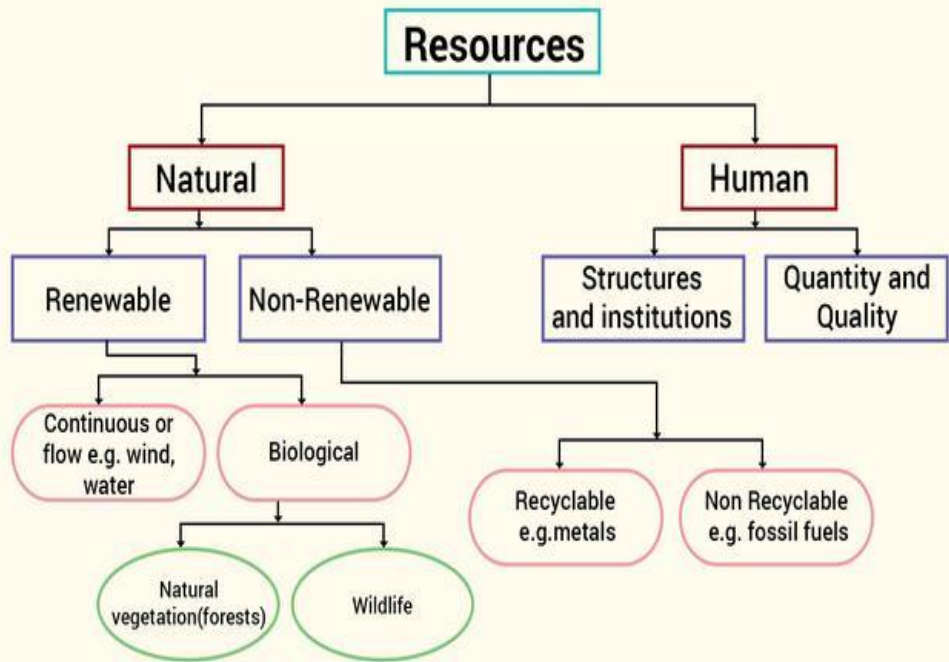 Resources
Natural
Human
Renewable
Non-Renewable
Structures
and institutions
Quantity and
Quality
Continuous or
flow e.g. wind,
water
Biological
Recyclable
e.g.metals
Non Recyclable
e.g. fossil fuels
Natural
vegetation(forests)
Wildlife